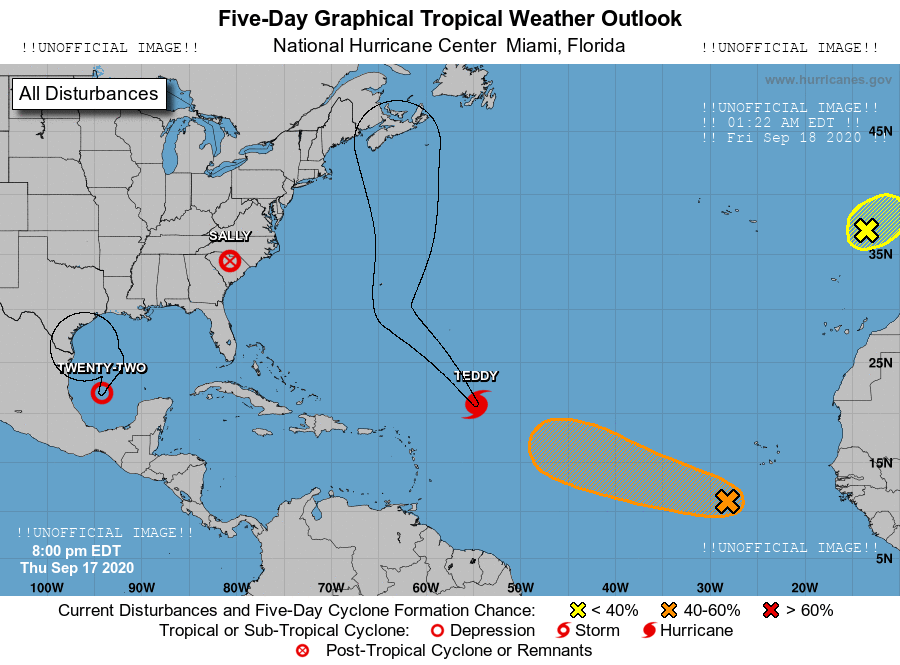 Five-Day Graphical Tropical Weather Outlook
!!UNOFFICIAL IMAGE!! National Hurricane Center Miami, Florida !!UNOFFICIAL IMAGE!!
All Disturbances
www.hurricanes.gov
!!UNOFFICIAL IMAGE!!
!! 01:22 AM EDT !!
!! Fri Sep 18 2020 !!
45N
SALLY
35N
TWENTY-TWO
TEDDY
25N
15N
!!UNOFFICIAL IMAGE!!
8:00 pm EDT
Thu Sep 17 2020
!!UNOFFICIAL IMAGE!!
5N
100W 90W 80W 70W 60W 50W 40W 30W 20W
Current Disturbances and Five-Day Cyclone Formation Chance: < 40% 40-60% > 60%
Tropical or Sub-Tropical Cyclone: Depression Storm Hurricane
Post-Tropical Cyclone or Remnants